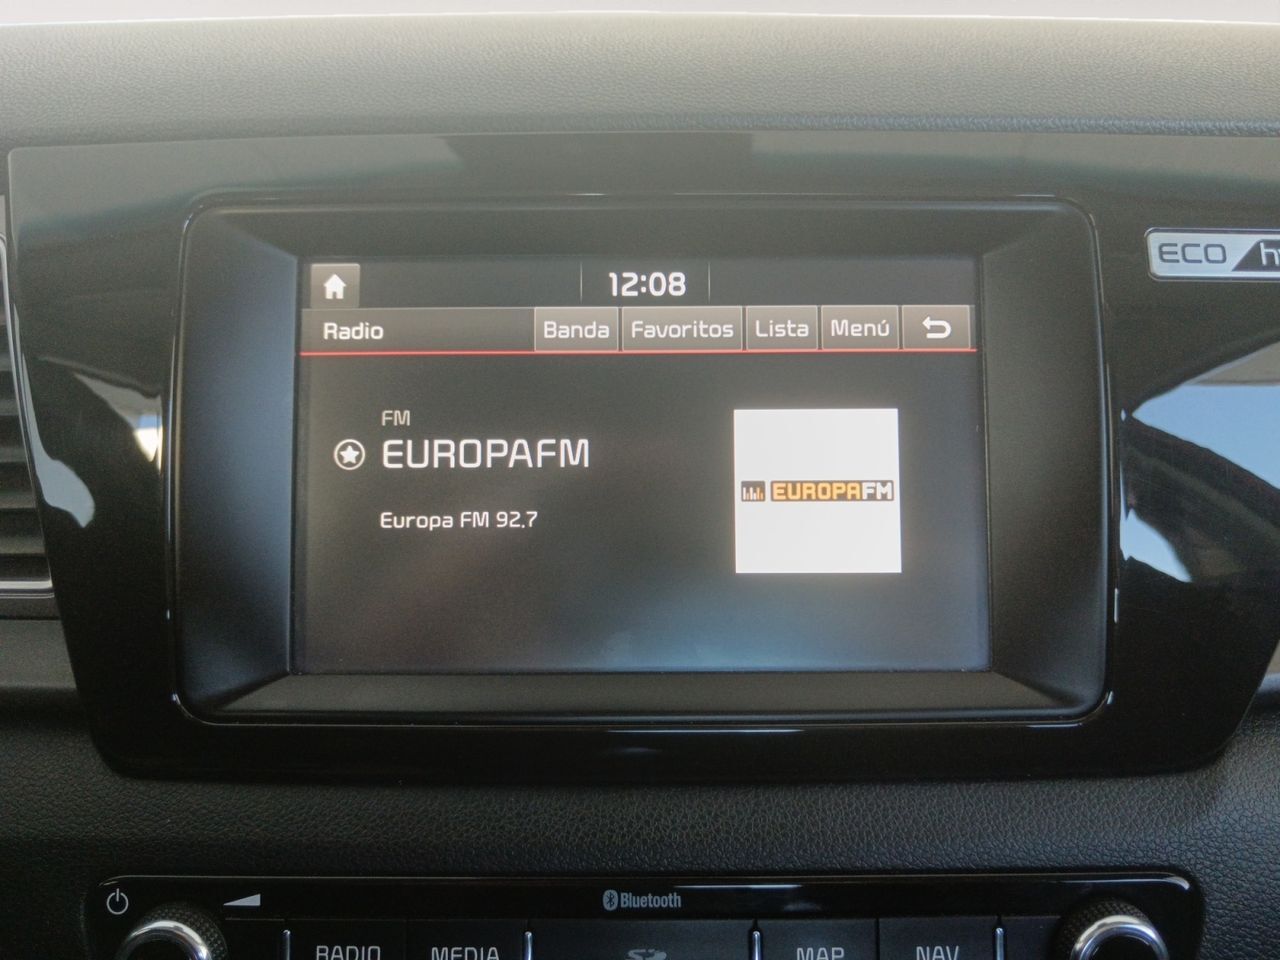 12:08
Radio Banda Favoritos Lista Menú
FM
EUROPAFM
Europa FM 92.7
EUROPAFM
ECO
Bluetooth
RADIO MEDIA MAP NAV